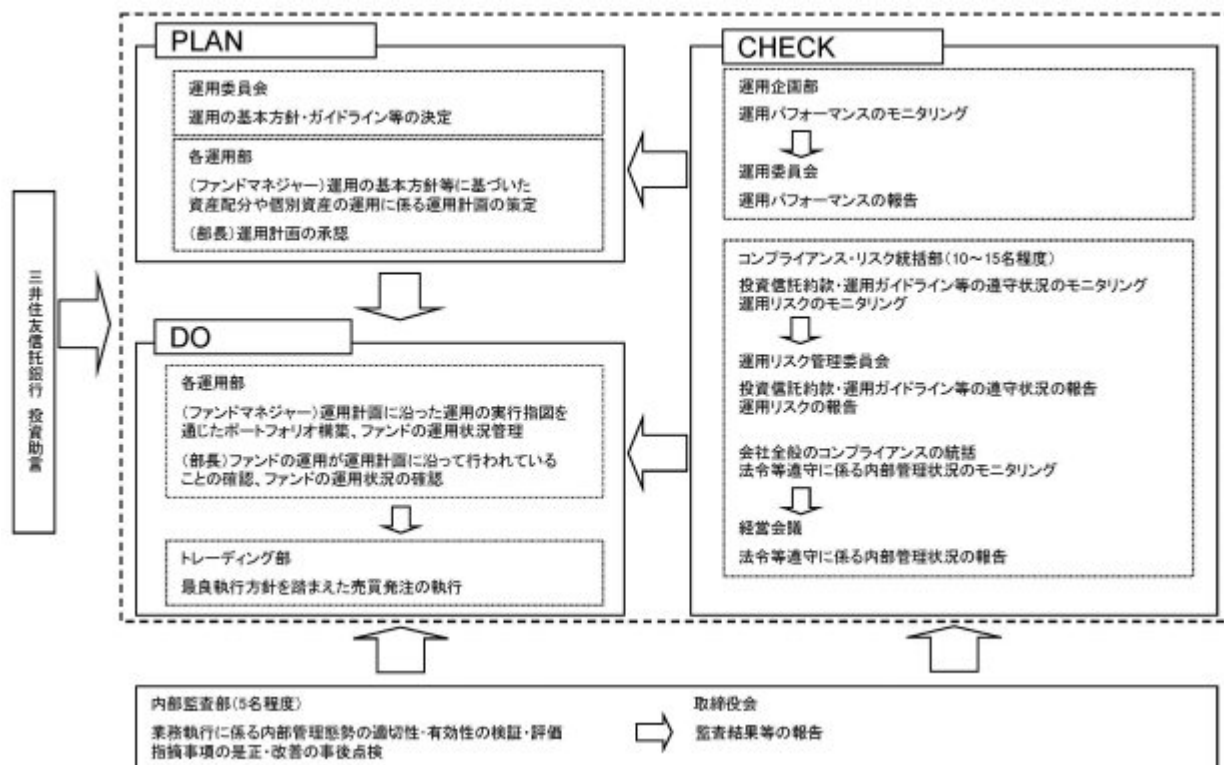 三井住友信託銀行 投資助言
PLAN
運用委員会
運用の基本方針・ガイドライン等の決定
各運用部
(ファンドマネジャー)運用の基本方針等に基づいた
資産配分や個別資産の運用に係る運用計画の策定
(部長)運用計画の承認
DO
各運用部
(ファンドマネジャー)運用計画に沿った運用の実行指図を
通じたポートフォリオ構築、ファンドの運用状況管理
(部長)ファンドの運用が運用計画に沿って行われている
ことの確認、ファンドの運用状況の確認
トレーディング部
最良執行方針を踏まえた売買発注の執行
CHECK
運用企画部
運用パフォーマンスのモニタリング
運用委員会
運用パフォーマンスの報告
コンプライアンス・リスク統括部(10～15名程度)
投資信託約款・運用ガイドライン等の遵守状況のモニタリング
運用リスクのモニタリング
運用リスク管理委員会
投資信託約款・運用ガイドライン等の遵守状況の報告
運用リスクの報告
会社全般のコンプライアンスの統括
法令等遵守に係る内部管理状況のモニタリング
経営会議
法令等遵守に係る内部管理状況の報告
内部監査部(5名程度)
業務執行に係る内部管理態勢の適切性・有効性の検証・評価
指摘事項の是正・改善の事後点検
取締役会
監査結果等の報告